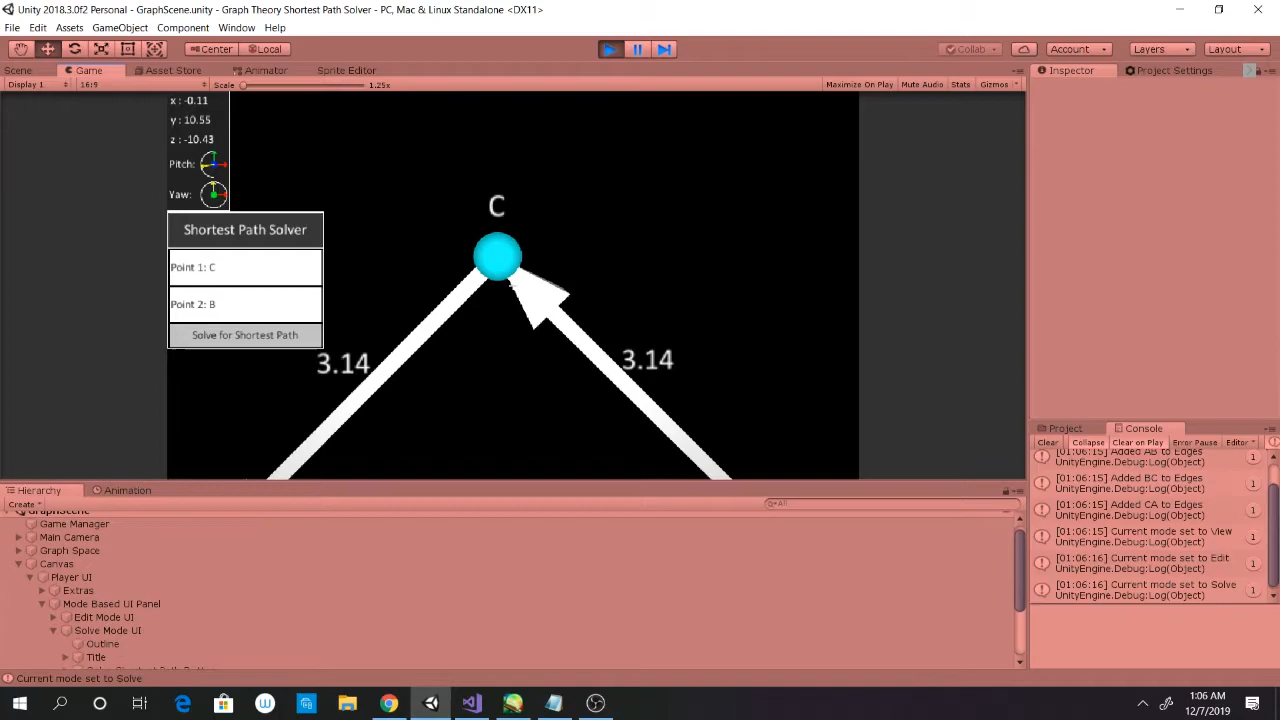 Unity 2018.3.0f2 Personal - GraphScene.unity - Graph Theory Shortest Path Solver - PC, Mac & Linux Standalone <DX11>
File Edit Assets GameObject Component Window Help
Center Local Collab Account Layers Layout
Scene Game Asset Store Animator Sprite Editor Inspector Project Settings
Display 1 16:9 Scale 1.25x Maximize On Play Mute Audio Stats Gizmos
x : -0.11
y : 10.55
z : -10.43
Pitch:
Yaw:
C
Shortest Path Solver
Point 1: C
Point 2: B
Solve for Shortest Path
3.14
3.14
Project Console
Clear Collapse Clear on Play Error Pause Editor
[01:06:15] Added AB to Edges
UnityEngine.Debug:Log(Object) 1
[01:06:15] Added BC to Edges
UnityEngine.Debug:Log(Object) 1
[01:06:15] Added CA to Edges
UnityEngine.Debug:Log(Object) 1
[01:06:15] Current mode set to View
UnityEngine.Debug:Log(Object) 1
[01:06:16] Current mode set to Edit
UnityEngine.Debug:Log(Object) 1
[01:06:16] Current mode set to Solve
UnityEngine.Debug:Log(Object) 1
Hierarchy Animation
Create All
GraphScene
Game Manager
Main Camera
Graph Space
Canvas
Player UI
Extras
Mode Based UI Panel
Edit Mode UI
Solve Mode UI
Outline
Title
Current mode set to Solve
1:06 AM
12/7/2019